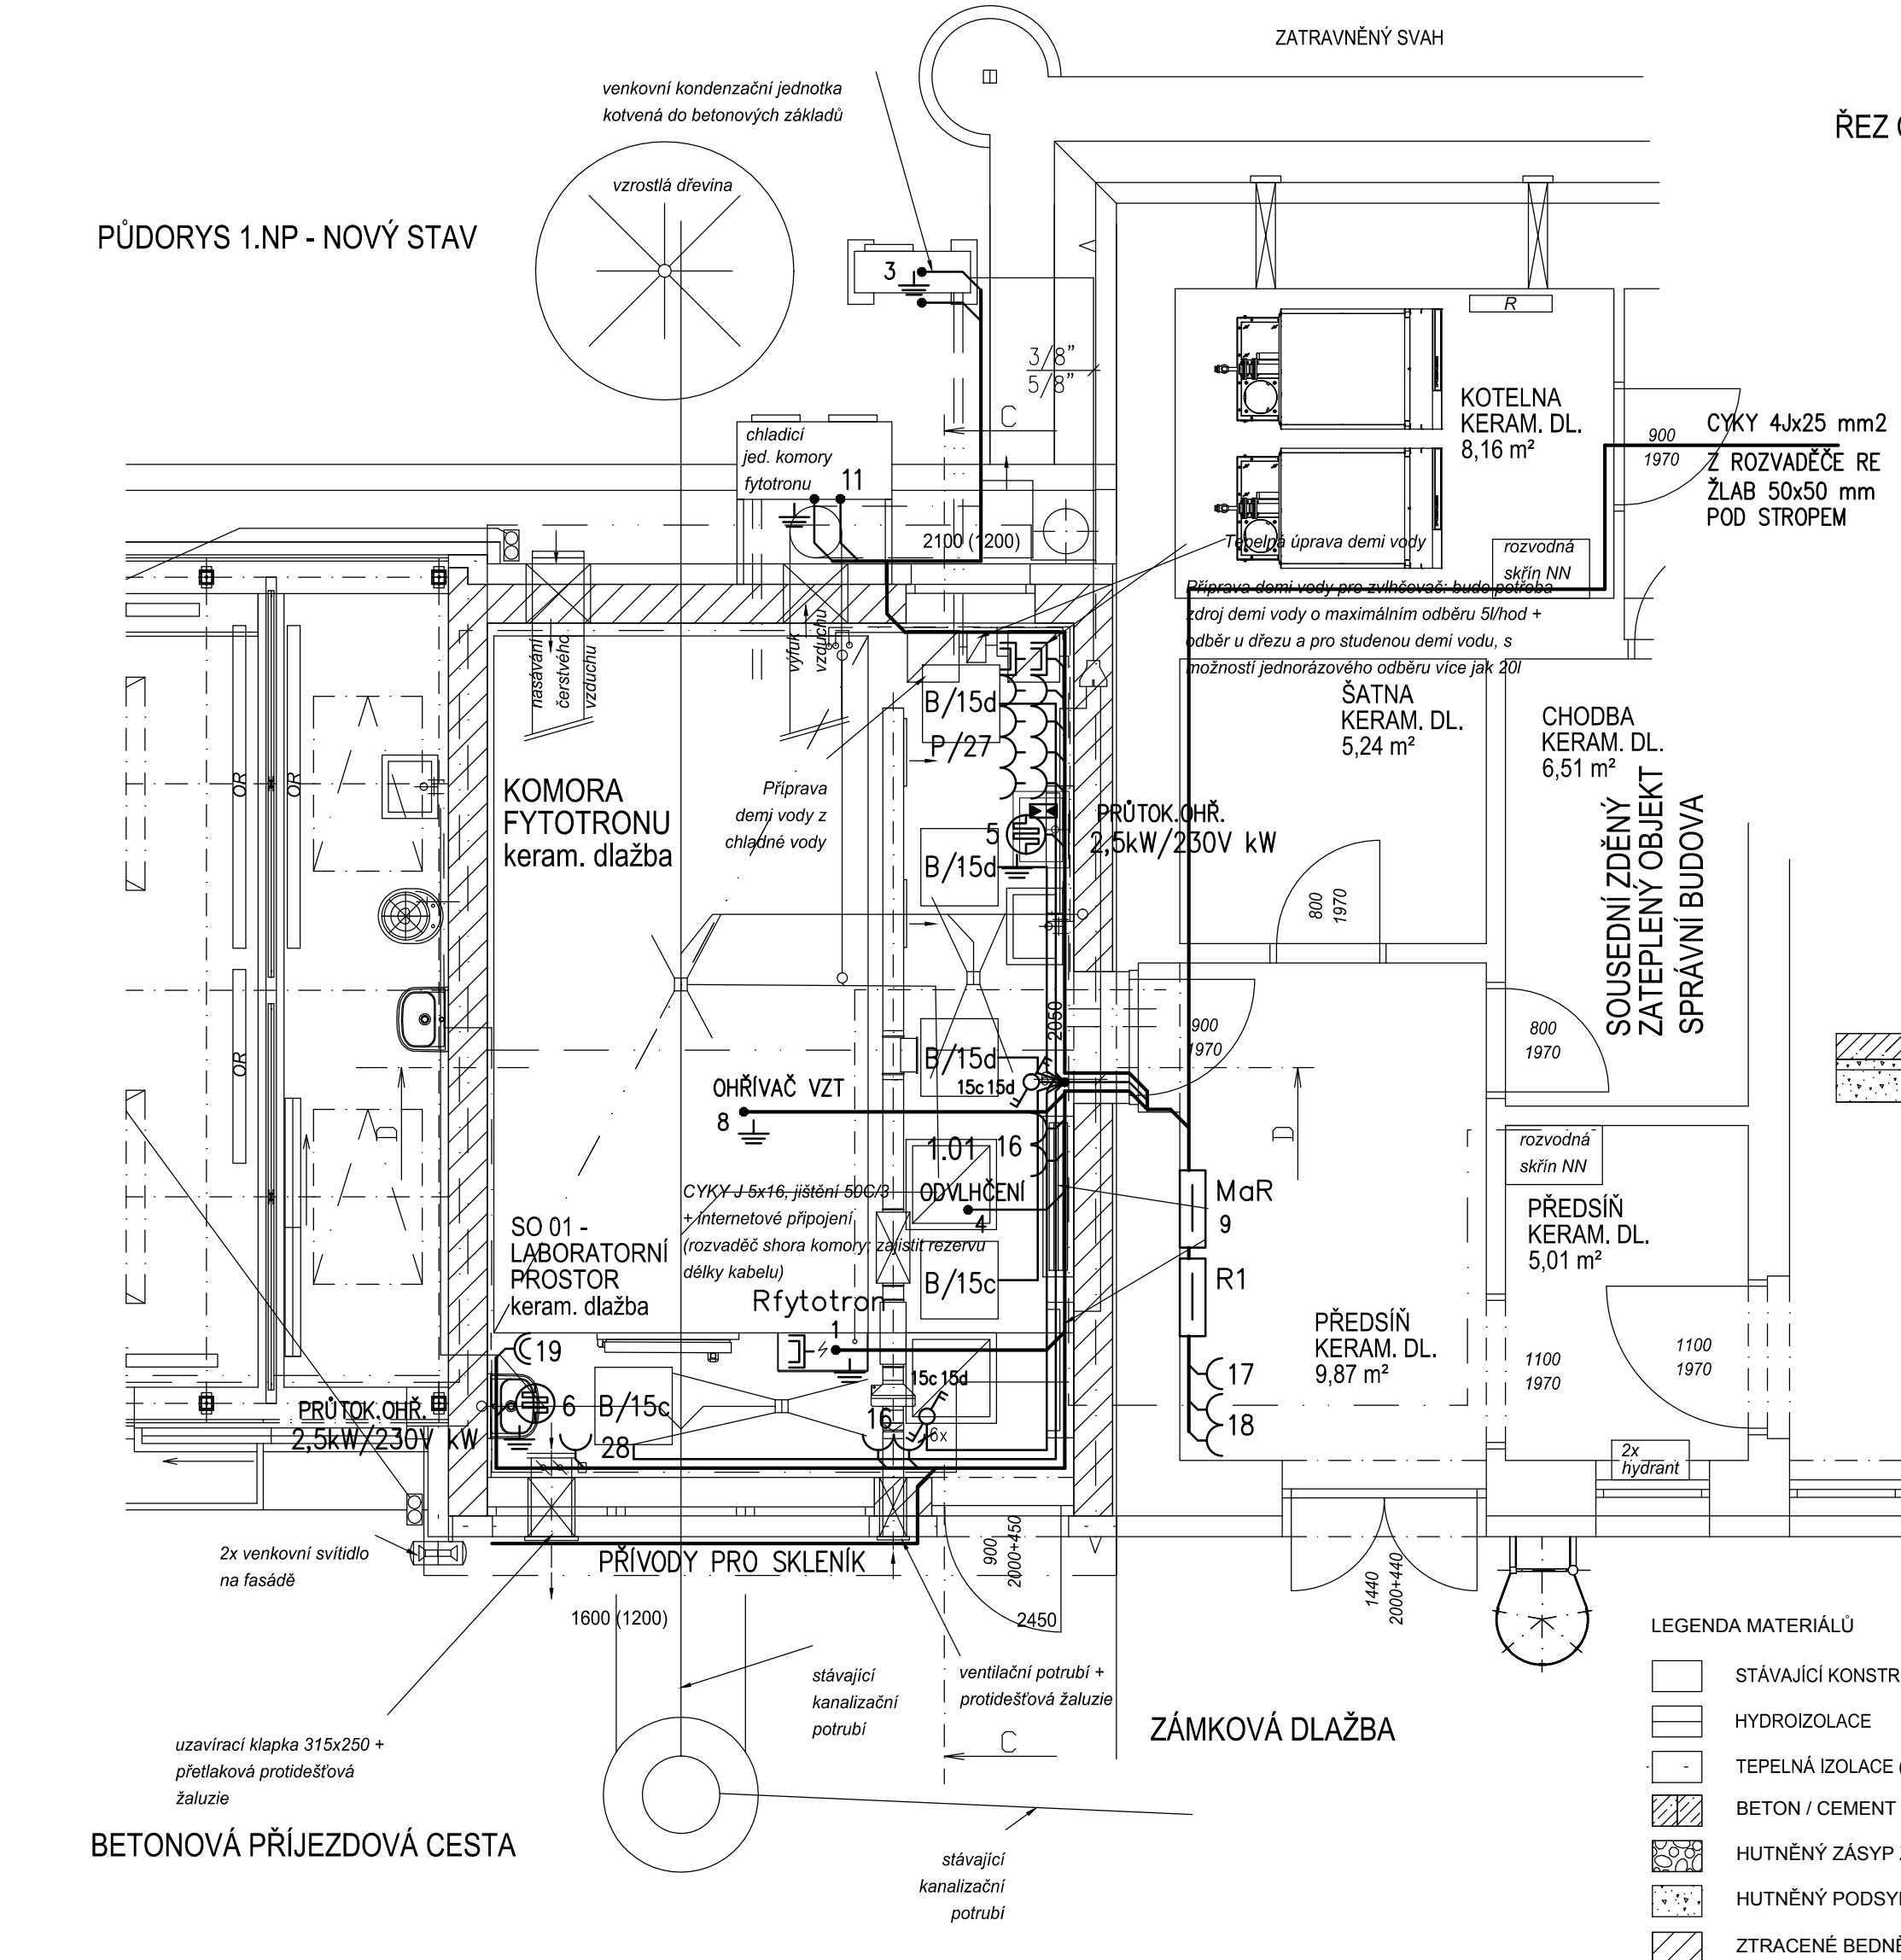 ZATRAVNĚNÝ SVAH
venkovní kondenzační jednotka
kotvená do betonových základů
ŘEZ
vzrostlá dřevina
PŮDORYS 1.NP - NOVÝ STAV
3
R
3/8"
5/8"
KOTELNA
KERAM. DL.
8,16 m²
C
chladicí
jed. komory
fytotronu
11
900
1970
CYKY 4Jx25 mm2
Z ROZVADĚČE RE
ŽLAB 50x50 mm
POD STROPEM
2100 (1200)
Tepelná úprava demi vody
rozvodná
skříň NN
Příprava demi vody pro zvlhčovač: bude potřeba
zdroj demi vody o maximálním odběru 5l/hod +
odběr u dřezu a pro studenou demi vodu, s
možností jednorázového odběru více jak 20l
nasávání
čerstvého
vzduchu
výfuk
vzduchu
B/15d
P/27
ŠATNA
KERAM. DL.
5,24 m²
CHODBA
KERAM. DL.
6,51 m²
OR
OR
KOMORA
FYTOTRONU
keram. dlažba
Příprava
demi vody z
chladné vody
5
PRŮTOK.OHŘ.
2,5kW/230V kW
B/15d
SOUSEDNÍ ZDĚNÝ
ZATEPLENÝ OBJEKT
SPRÁVNÍ BUDOVA
800
1970
2050
900
1970
800
1970
OR
B/15d
15c 15d
6x
OHŘÍVAČ VZT
8
D
D
1.01
16
rozvodná
skříň NN
CYKY J 5x16, jištění 50C/3
+ internetové připojení
(rozvaděč shora komory; zajistit rezervu
délky kabelu)
ODVLHČENÍ
4
MaR
9
PŘEDSÍŇ
KERAM. DL.
5,01 m²
SO 01 -
LABORATORNÍ
PROSTOR
keram. dlažba
B/15c
R1
Rfytotron
1
PŘEDSÍŇ
KERAM. DL.
9,87 m²
1100
1970
1100
1970
19
17
15c 15d
PRŮTOK.OHŘ.
2,5kW/230V kW
6
B/15c
16
18
28
6x
2x
hydrant
2x venkovní svítidlo
na fasádě
PŘÍVODY PRO SKLENÍK
900
2000+450
1440
2000+440
1600 (1200)
2450
LEGENDA MATERIÁLŮ
stávající
kanalizační
potrubí
ventilační potrubí +
protidešťová žaluzie
STÁVAJÍCÍ KONSTR
HYDROIZOLACE
ZÁMKOVÁ DLAŽBA
C
uzavírací klapka 315x250 +
přetlaková protidešťová
žaluzie
TEPELNÁ IZOLACE (
BETON / CEMENT
BETONOVÁ PŘÍJEZDOVÁ CESTA
HUTNĚNÝ ZÁSYP
stávající
kanalizační
potrubí
HUTNĚNÝ PODSY
ZTRACENÉ BEDNĚ